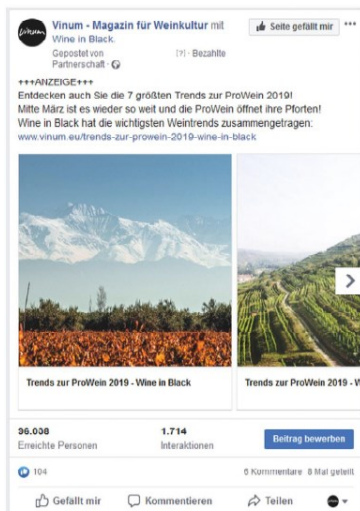 Vinum - Magazin für Weinkultur mit
Wine in Black.
Seite gefällt mir
Gepostet von
[?] · Bezahlte
Partnerschaft ·
+++ANZEIGE+++
Entdecken auch Sie die 7 größten Trends zur ProWein 2019!
Mitte März ist es wieder so weit und die ProWein öffnet ihre Pforten!
Wine in Black hat die wichtigsten Weintrends zusammengetragen:
www.vinum.eu/trends-zur-prowein-2019-wine-in-black
Trends zur ProWein 2019 - Wine in Black
Trends zur ProWein 2019 - W
36.008
Erreichte Personen
1.714
Interaktionen
Beitrag bewerben
104
6 Kommentare 8 Mal geteilt
Gefällt mir
Kommentieren
Teilen